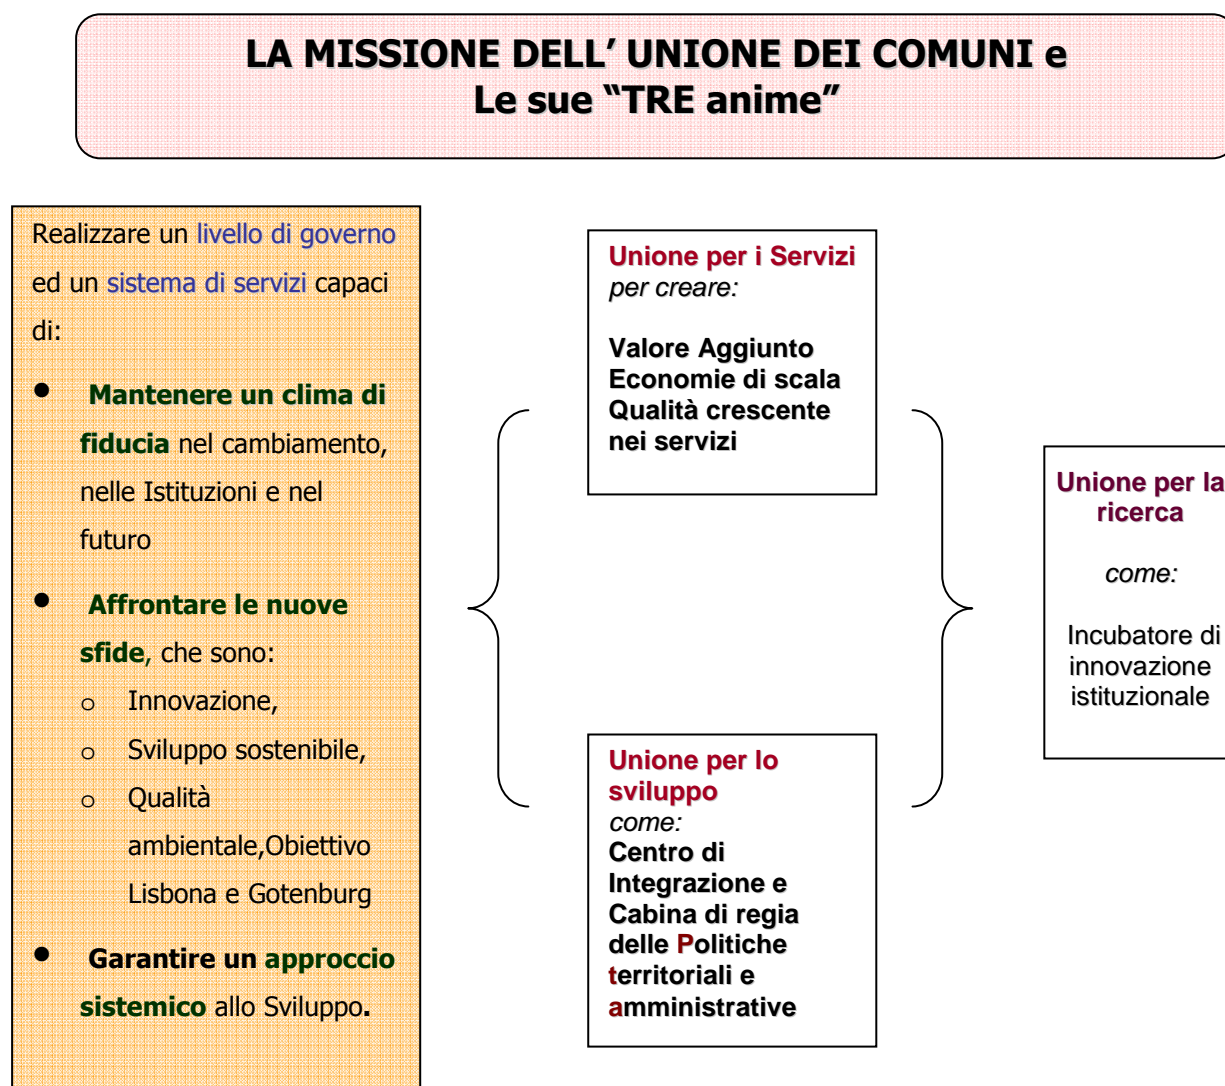 LA MISSIONE DELL’ UNIONE DEI COMUNI e
Le sue “TRE anime”
Realizzare un livello di governo
ed un sistema di servizi capaci
di:
• Mantenere un clima di
fiducia nel cambiamento,
nelle Istituzioni e nel
futuro
• Affrontare le nuove
sfide, che sono:
o Innovazione,
o Sviluppo sostenibile,
o Qualità
ambientale,Obiettivo
Lisbona e Gotenburg
• Garantire un approccio
sistemico allo Sviluppo.
Unione per i Servizi
per creare:
Valore Aggiunto
Economie di scala
Qualità crescente
nei servizi
Unione per lo
sviluppo
come:
Centro di
Integrazione e
Cabina di regia
delle Politiche
territoriali e
amministrative
Unione per la
ricerca
come:
Incubatore di
innovazione
istituzionale